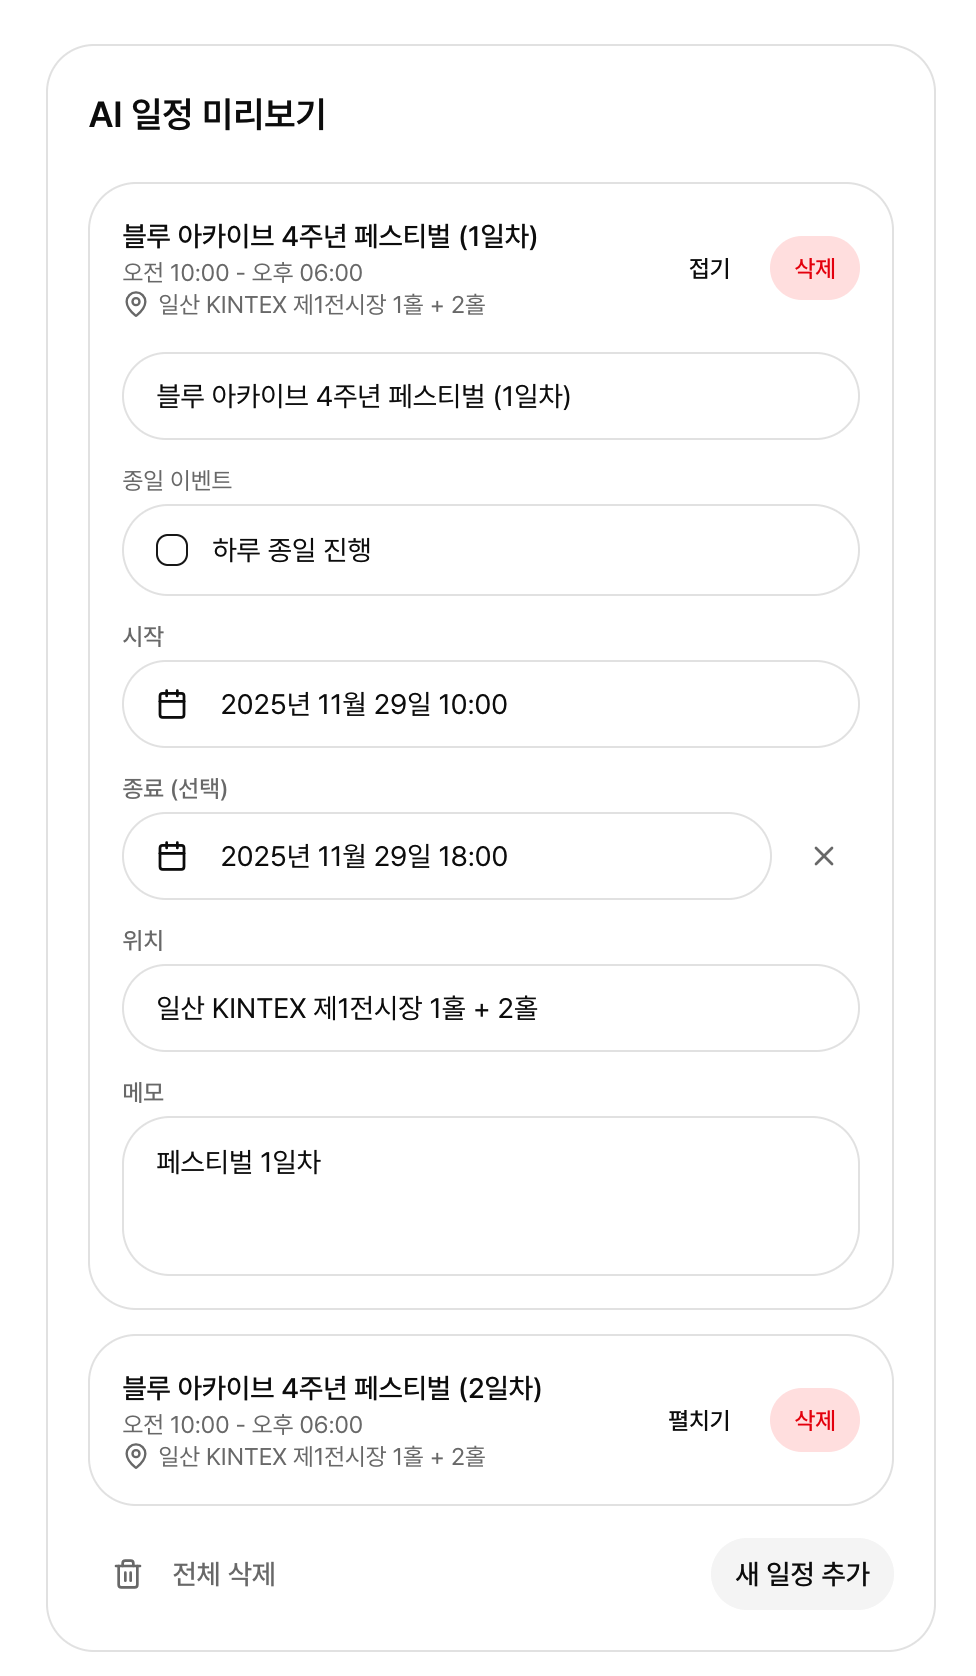 AI 일정 미리보기
블루 아카이브 4주년 페스티벌 (1일차)
오전 10:00 - 오후 06:00
일산 KINTEX 제1전시장 1홀 + 2홀
접기
삭제
블루 아카이브 4주년 페스티벌 (1일차)
종일 이벤트
하루 종일 진행
시작
2025년 11월 29일 10:00
종료 (선택)
2025년 11월 29일 18:00
위치
일산 KINTEX 제1전시장 1홀 + 2홀
메모
페스티벌 1일차
블루 아카이브 4주년 페스티벌 (2일차)
오전 10:00 - 오후 06:00
일산 KINTEX 제1전시장 1홀 + 2홀
펼치기
삭제
전체 삭제
새 일정 추가